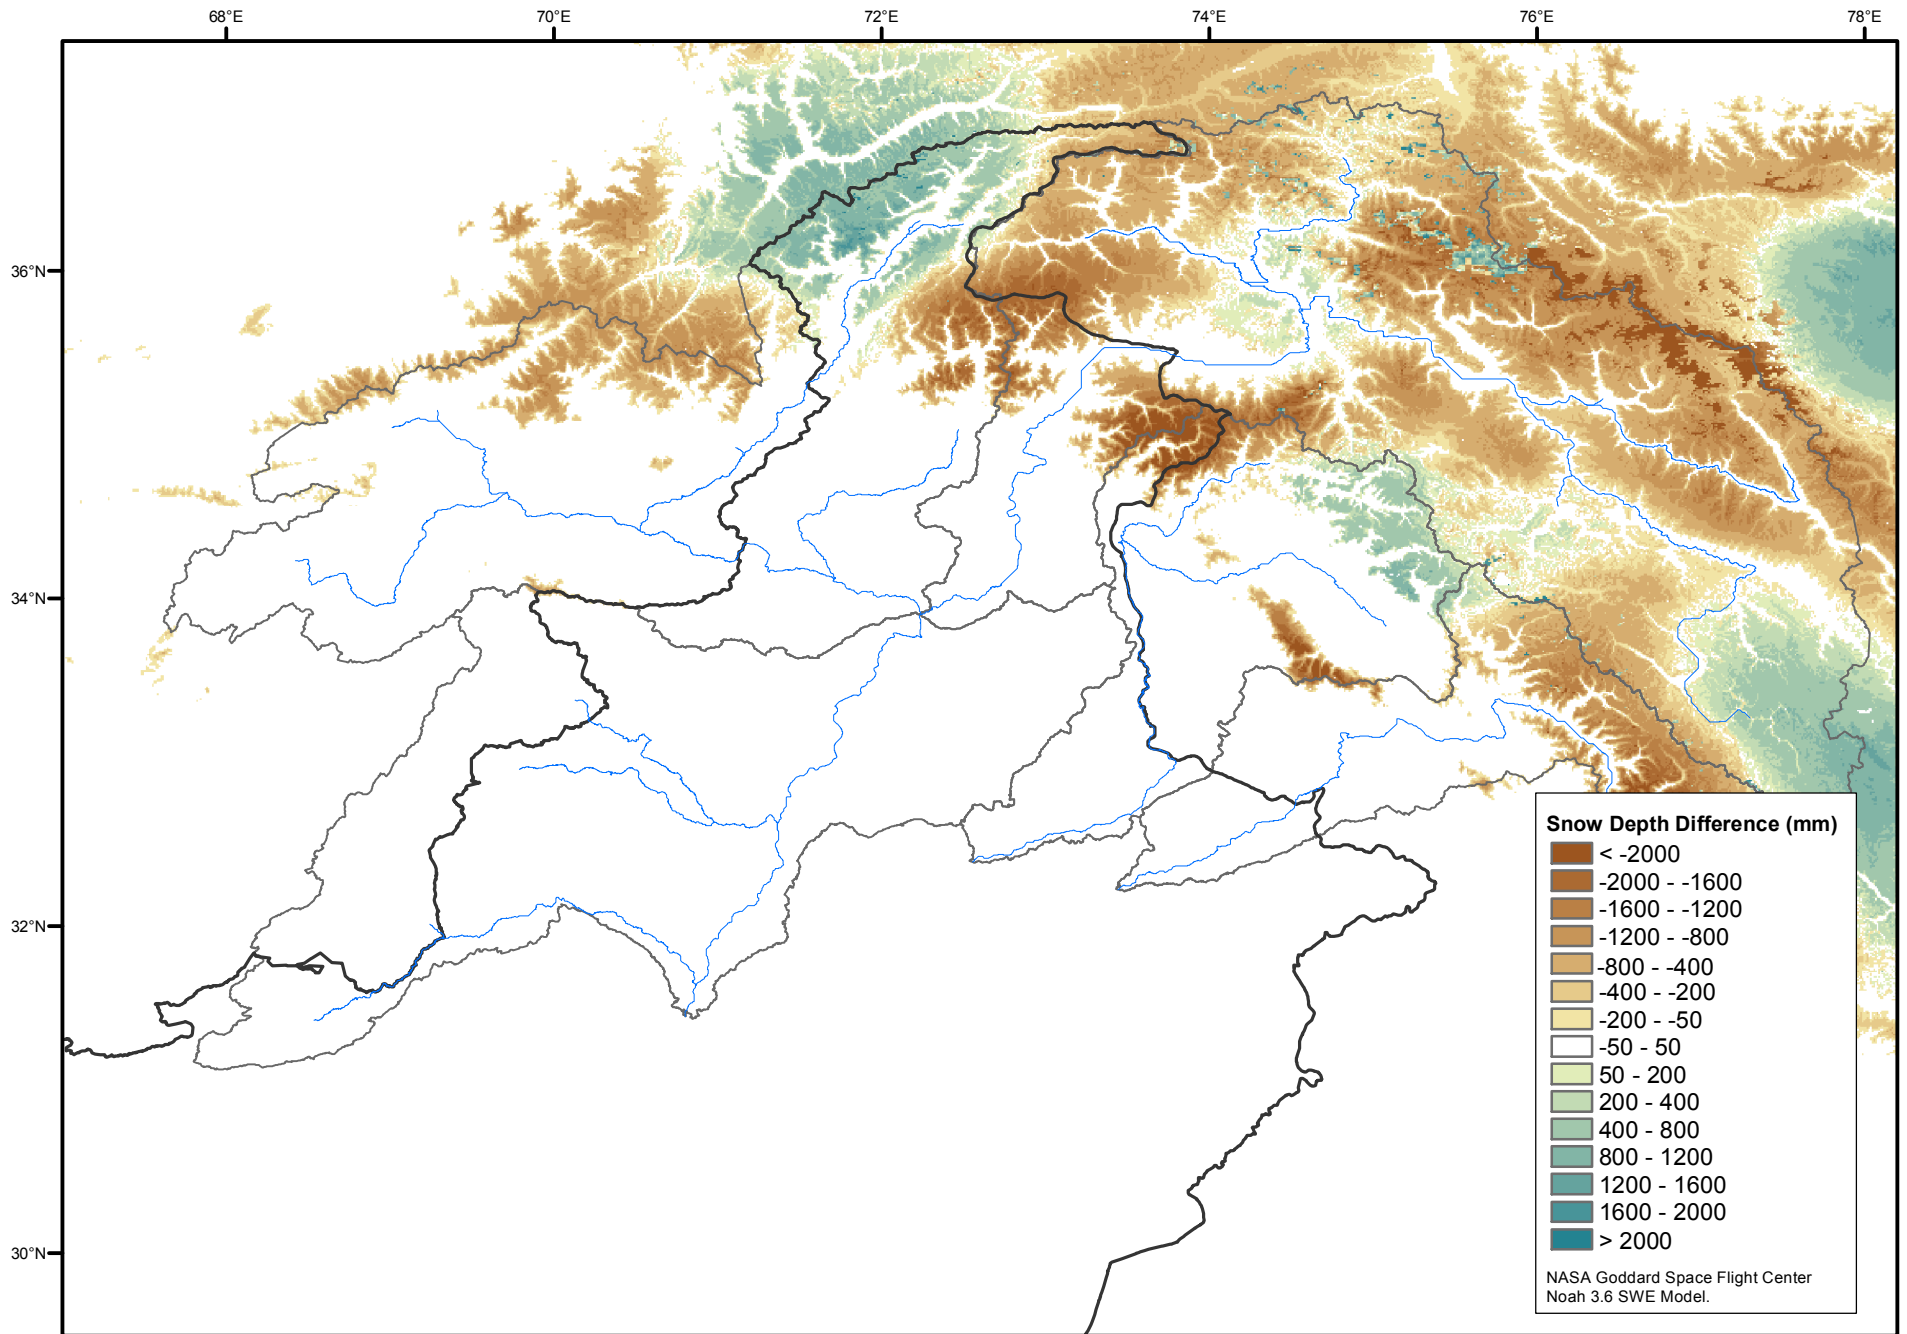 68°E 70°E 72°E 74°E 76°E 78°E
36°N
34°N
32°N
30°N
Snow Depth Difference (mm)
< -2000
-2000 - -1600
-1600 - -1200
-1200 - -800
-800 - -400
-400 - -200
-200 - -50
-50 - 50
50 - 200
200 - 400
400 - 800
800 - 1200
1200 - 1600
1600 - 2000
> 2000
NASA Goddard Space Flight Center
Noah 3.6 SWE Model.